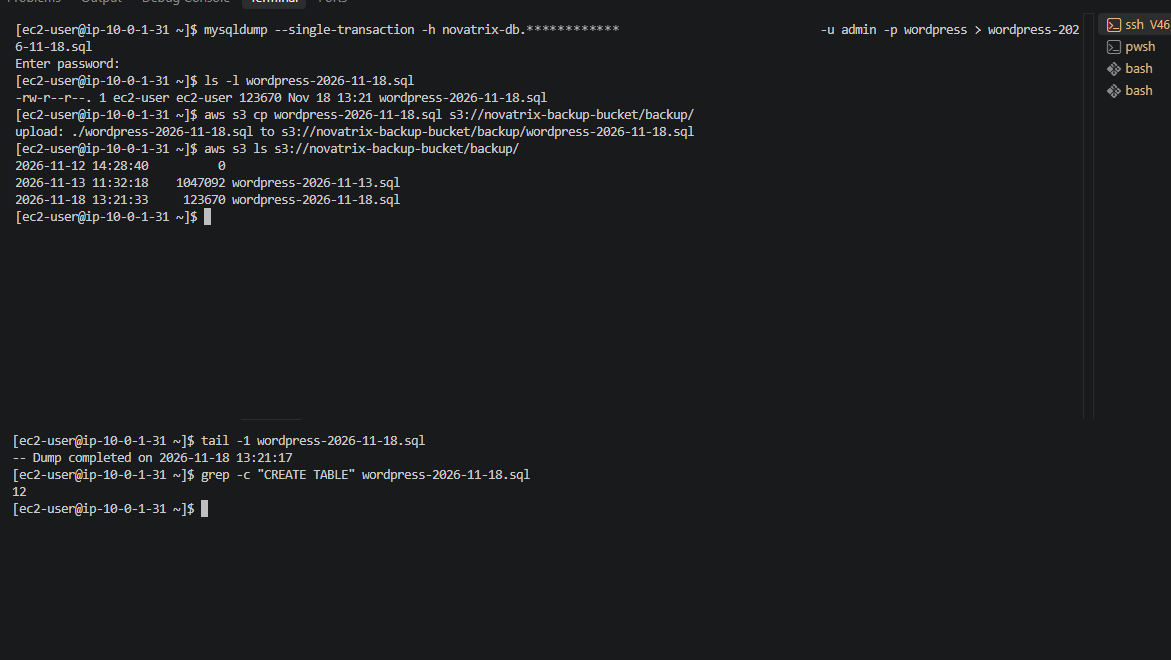 Problems Output Debug Console Terminal Ports
[ec2-user@ip-10-0-1-31 ~]$ mysqldump --single-transaction -h novatrix-db.************ -u admin -p wordpress > wordpress-202
6-11-18.sql
Enter password:
[ec2-user@ip-10-0-1-31 ~]$ ls -l wordpress-2026-11-18.sql
-rw-r--r--. 1 ec2-user ec2-user 123670 Nov 18 13:21 wordpress-2026-11-18.sql
[ec2-user@ip-10-0-1-31 ~]$ aws s3 cp wordpress-2026-11-18.sql s3://novatrix-backup-bucket/backup/
upload: ./wordpress-2026-11-18.sql to s3://novatrix-backup-bucket/backup/wordpress-2026-11-18.sql
[ec2-user@ip-10-0-1-31 ~]$ aws s3 ls s3://novatrix-backup-bucket/backup/
2026-11-12 14:28:40          0
2026-11-13 11:32:18    1047092 wordpress-2026-11-13.sql
2026-11-18 13:21:33     123670 wordpress-2026-11-18.sql
[ec2-user@ip-10-0-1-31 ~]$
[ec2-user@ip-10-0-1-31 ~]$ tail -1 wordpress-2026-11-18.sql
-- Dump completed on 2026-11-18 13:21:17
[ec2-user@ip-10-0-1-31 ~]$ grep -c "CREATE TABLE" wordpress-2026-11-18.sql
12
[ec2-user@ip-10-0-1-31 ~]$
ssh V46
pwsh
bash
bash